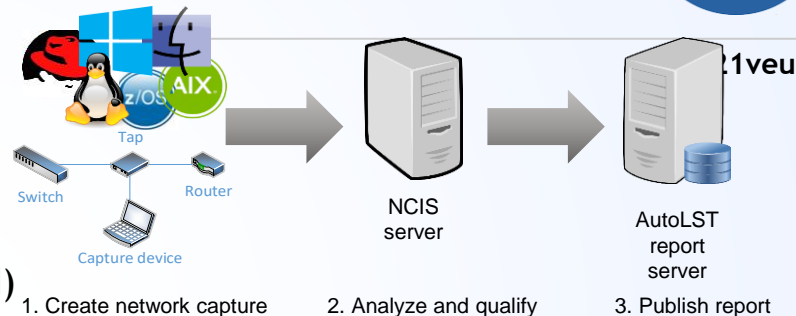 z/OS
AIX
21veu
Tap
Switch
Router
Capture device
NCIS
server
AutoLST
report
server
)
1. Create network capture
2. Analyze and qualify
3. Publish report